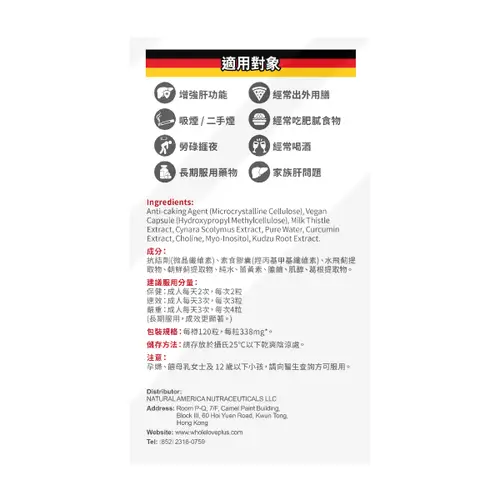 適用對象
增強肝功能
經常出外用膳
吸煙 / 二手煙
經常吃肥膩食物
勞碌捱夜
經常喝酒
長期服用藥物
家族肝問題
Ingredients:
Anti-caking Agent (Microcrystalline Cellulose), Vegan
Capsule (Hydroxypropyl Methylcellulose), Milk Thistle
Extract, Cynara Scolymus Extract, Pure Water, Curcumin
Extract, Choline, Myo-Inositol, Kudzu Root Extract.
成分：
抗結劑(微晶纖維素)、素食膠囊(羥丙基甲基纖維素)、水飛薊提
取物、朝鮮薊提取物、純水、薑黃素、膽鹼、肌醇、葛根提取物。
建議服用分量：
保健：成人每天2次，每次2粒
速效：成人每天3次，每次3粒
嚴重：成人每天3次，每次4粒
(長期服用，成效更顯著。)
包裝規格：每樽120粒，每粒338mg*。
儲存方法：請存放於攝氏25℃以下乾爽陰涼處。
注意：
孕婦、餵母乳女士及 12 歲以下小孩，請向醫生查詢方可服用。
Distributor:
NATURAL AMERICA NUTRACEUTICALS LLC
Address: Room P-Q, 7/F, Camel Paint Building,
Block III, 60 Hoi Yuen Road, Kwun Tong,
Hong Kong
Website: www.wholeloveplus.com
Tel: (852) 2318-0759